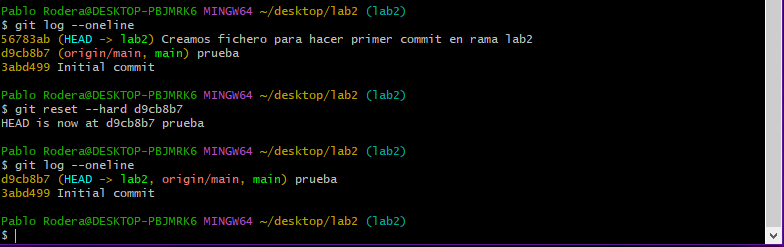 Pablo Rodera@DESKTOP-PBJMRK6 MINGW64 ~/desktop/lab2 (lab2)
$ git log --oneline
56783ab (HEAD -> lab2) Creamos fichero para hacer primer commit en rama lab2
d9cb8b7 (origin/main, main) prueba
3abd499 Initial commit
Pablo Rodera@DESKTOP-PBJMRK6 MINGW64 ~/desktop/lab2 (lab2)
$ git reset --hard d9cb8b7
HEAD is now at d9cb8b7 prueba
Pablo Rodera@DESKTOP-PBJMRK6 MINGW64 ~/desktop/lab2 (lab2)
$ git log --oneline
d9cb8b7 (HEAD -> lab2, origin/main, main) prueba
3abd499 Initial commit
Pablo Rodera@DESKTOP-PBJMRK6 MINGW64 ~/desktop/lab2 (lab2)
$